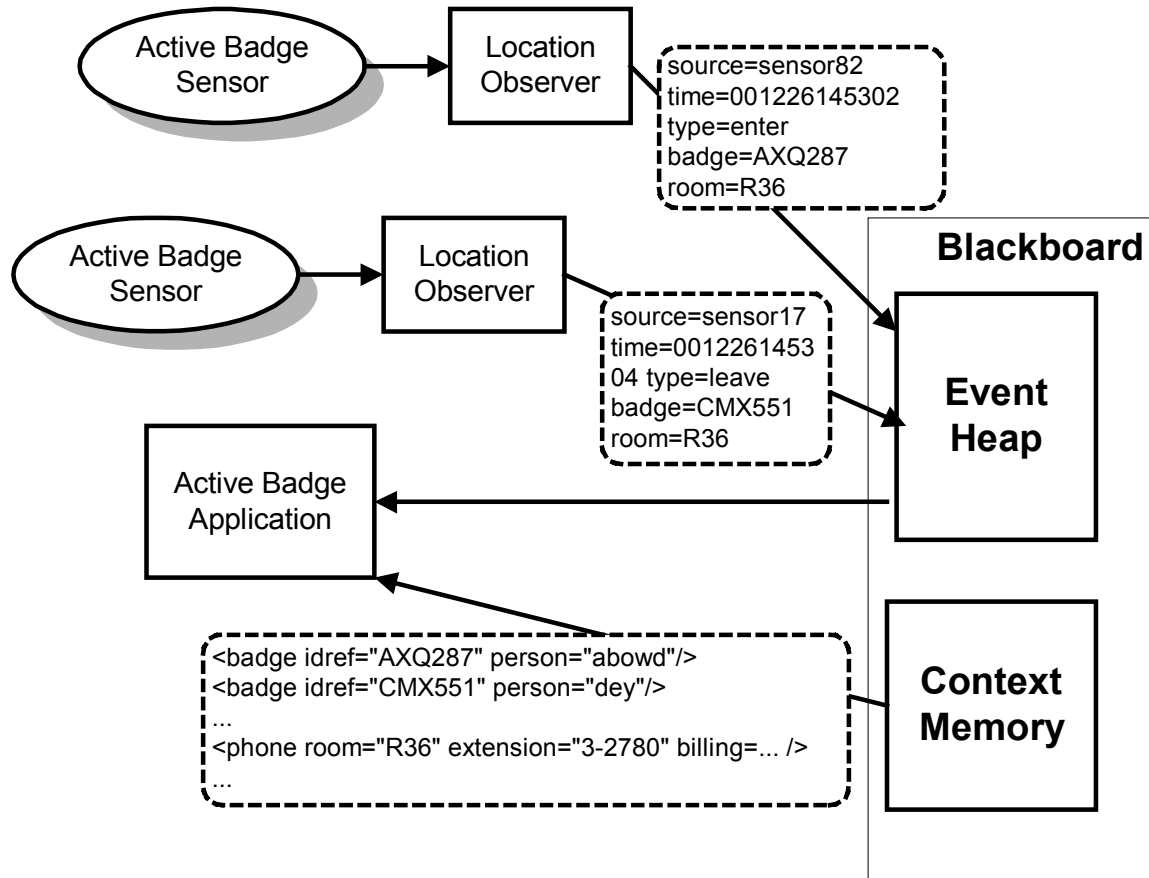 Active Badge
Sensor
Location
Observer
source=sensor82
time=001226145302
type=enter
badge=AXQ287
room=R36
Active Badge
Sensor
Location
Observer
source=sensor17
time=0012261453
04 type=leave
badge=CMX551
room=R36
Blackboard
Event
Heap
Active Badge
Application
<badge idref="AXQ287" person="abowd"/>
<badge idref="CMX551" person="dey"/>
...
<phone room="R36" extension="3-2780" billing=... />
...
Context
Memory